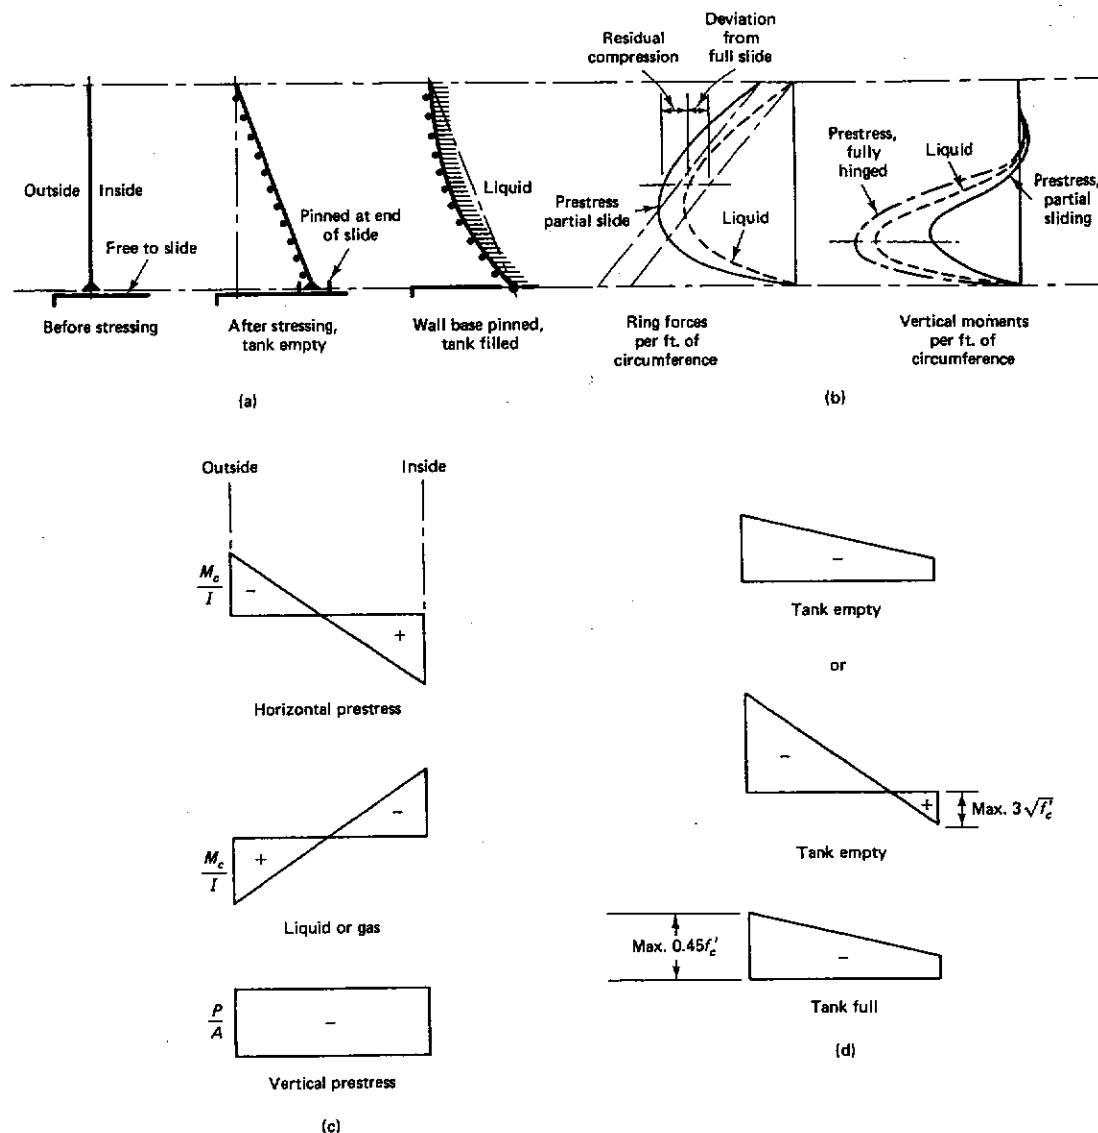 Deviation
from
full slide
Residual
compression
Outside
Inside
Free to slide
Before stressing
Pinned at end
of slide
After stressing,
tank empty
Liquid
Wall base pinned,
tank filled
(a)
Prestress
partial slide
Liquid
Ring forces
per ft. of
circumference
Prestress,
fully
hinged
Liquid
Prestress,
partial
sliding
Vertical moments
per ft. of
circumference
(b)
Outside
Inside
M_c
I
−
+
Horizontal prestress
M_c
I
+
−
Liquid or gas
P
A
−
Vertical prestress
(c)
−
Tank empty
or
−
+
Max. 3√f'_c
Tank empty
Max. 0.45f'_c
−
Tank full
(d)